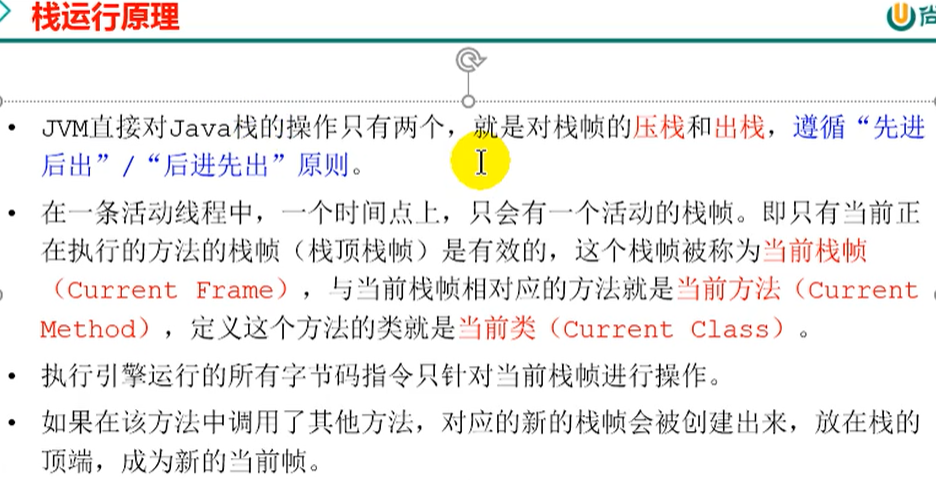 栈运行原理
尚
• JVM直接对Java栈的操作只有两个，就是对栈帧的压栈和出栈，遵循“先进
后出”/“后进先出”原则。
• 在一条活动线程中，一个时间点上，只会有一个活动的栈帧。即只有当前正
在执行的方法的栈帧（栈顶栈帧）是有效的，这个栈帧被称为当前栈帧
（Current Frame），与当前栈帧相对应的方法就是当前方法（Current
Method），定义这个方法的类就是当前类（Current Class）。
• 执行引擎运行的所有字节码指令只针对当前栈帧进行操作。
• 如果在该方法中调用了其他方法，对应的新的栈帧会被创建出来，放在栈的
顶端，成为新的当前帧。